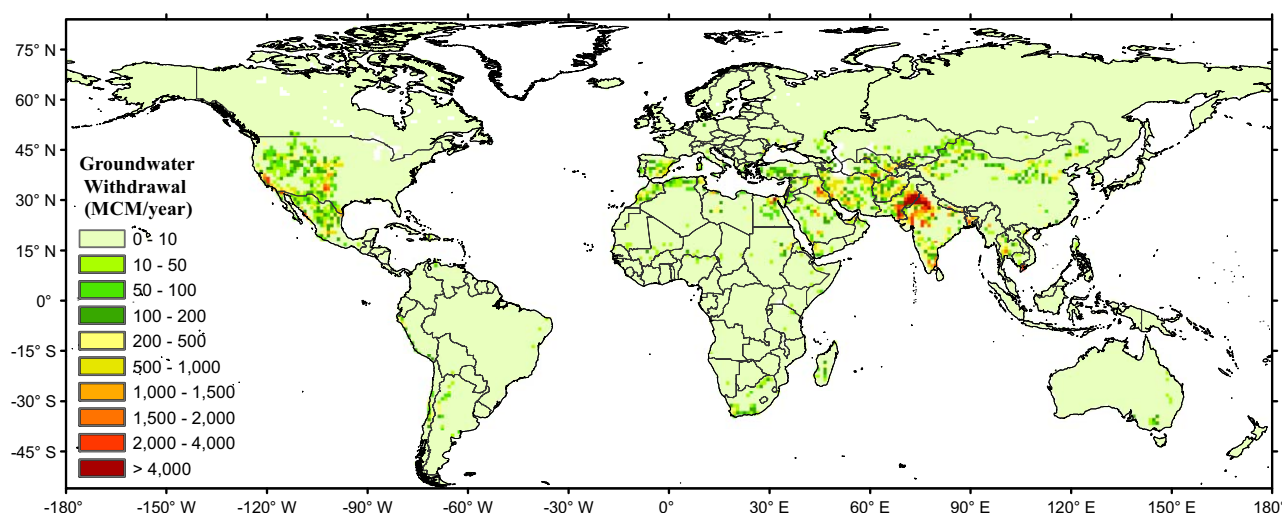 75° N
60° N
45° N
30° N
15° N
0°
-15° S
-30° S
-45° S
Groundwater
Withdrawal
(MCM/year)
0 - 10
10 - 50
50 - 100
100 - 200
200 - 500
500 - 1,000
1,000 - 1,500
1,500 - 2,000
2,000 - 4,000
> 4,000
-180° W -150° W -120° W -90° W -60° W -30° W 0° 30° E 60° E 90° E 120° E 150° E 180° E